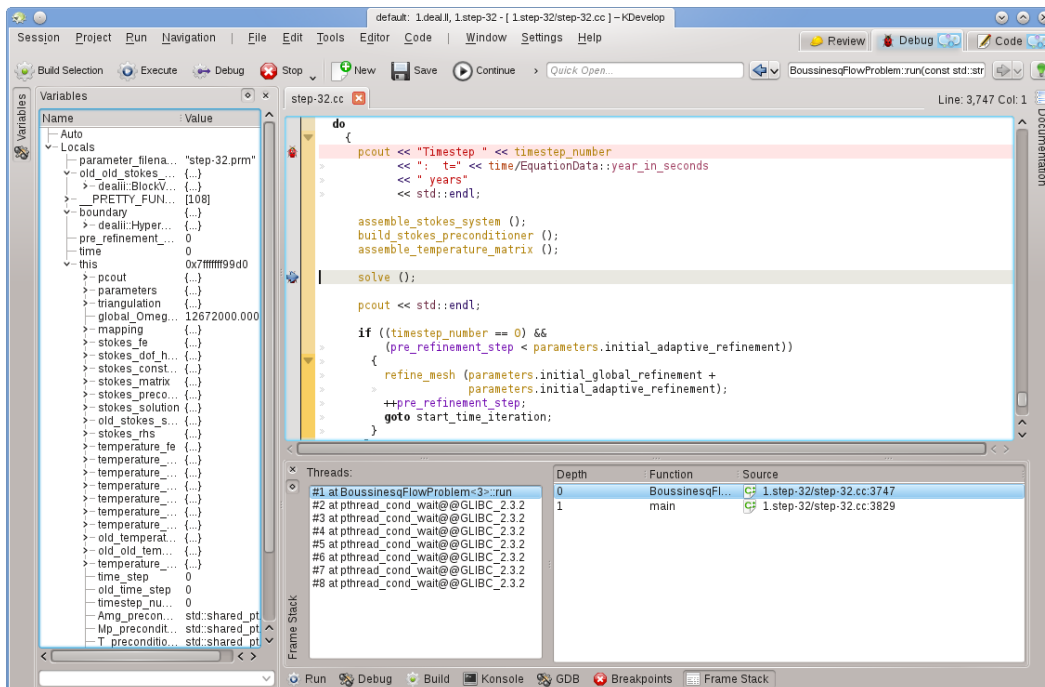 default: 1.deal.II, 1.step-32 - [ 1.step-32/step-32.cc ] – KDevelop
Session Project Run Navigation | File Edit Tools Editor Code | Window Settings Help
Review Debug Code
Build Selection Execute Debug Stop New Save Continue Quick Open... BoussinesqFlowProblem::run(const std::str
Variables
Variables
Name Value
Auto
Locals
parameter_filena... "step-32.prm"
old_old_stokes_... {...}
dealii::BlockV... {...}
__PRETTY_FUN... [108]
boundary {...}
dealii::Hyper... {...}
pre_refinement_... 0
time 0
this 0x7fffffff99d0
pcout {...}
parameters {...}
triangulation {...}
global_Omeg... 12672000.000
mapping {...}
stokes_fe {...}
stokes_dof_h... {...}
stokes_const... {...}
stokes_matrix {...}
stokes_preco... {...}
stokes_solution {...}
old_stokes_s... {...}
stokes_rhs {...}
temperature_fe {...}
temperature_... {...}
temperature_... {...}
temperature_... {...}
temperature_... {...}
temperature_... {...}
temperature_... {...}
old_temperat... {...}
old_old_tem... {...}
temperature_... {...}
time_step 0
old_time_step 0
timestep_nu... 0
Amg_precon... std::shared_pt
Mp_precondit... std::shared_pt
T_preconditio... std::shared_pt
step-32.cc
Line: 3,747 Col: 1
Documentation
do
{
pcout << "Timestep " << timestep_number
<< ": t=" << time/EquationData::year_in_seconds
<< " years"
<< std::endl;
assemble_stokes_system ();
build_stokes_preconditioner ();
assemble_temperature_matrix ();
solve ();
pcout << std::endl;
if ((timestep_number == 0) &&
(pre_refinement_step < parameters.initial_adaptive_refinement))
{
refine_mesh (parameters.initial_global_refinement +
parameters.initial_adaptive_refinement);
++pre_refinement_step;
goto start_time_iteration;
}
Frame Stack
Threads:
#1 at BoussinesqFlowProblem<3>::run
#2 at pthread_cond_wait@@GLIBC_2.3.2
#3 at pthread_cond_wait@@GLIBC_2.3.2
#4 at pthread_cond_wait@@GLIBC_2.3.2
#5 at pthread_cond_wait@@GLIBC_2.3.2
#6 at pthread_cond_wait@@GLIBC_2.3.2
#7 at pthread_cond_wait@@GLIBC_2.3.2
#8 at pthread_cond_wait@@GLIBC_2.3.2
Depth Function Source
0 BoussinesqFl... 1.step-32/step-32.cc:3747
1 main 1.step-32/step-32.cc:3829
Run Debug Build Konsole GDB Breakpoints Frame Stack